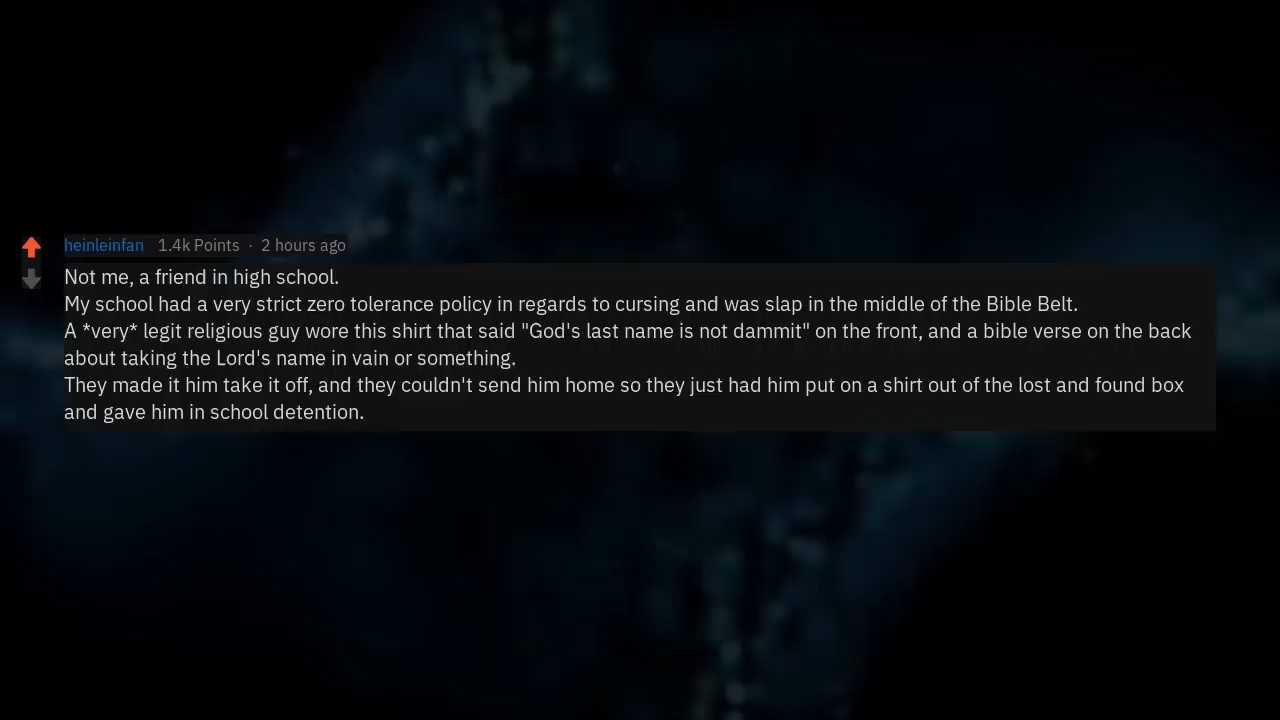 heinleinfan 1.4k Points · 2 hours ago
Not me, a friend in high school.
My school had a very strict zero tolerance policy in regards to cursing and was slap in the middle of the Bible Belt.
A *very* legit religious guy wore this shirt that said "God's last name is not dammit" on the front, and a bible verse on the back
about taking the Lord's name in vain or something.
They made it him take it off, and they couldn't send him home so they just had him put on a shirt out of the lost and found box
and gave him in school detention.